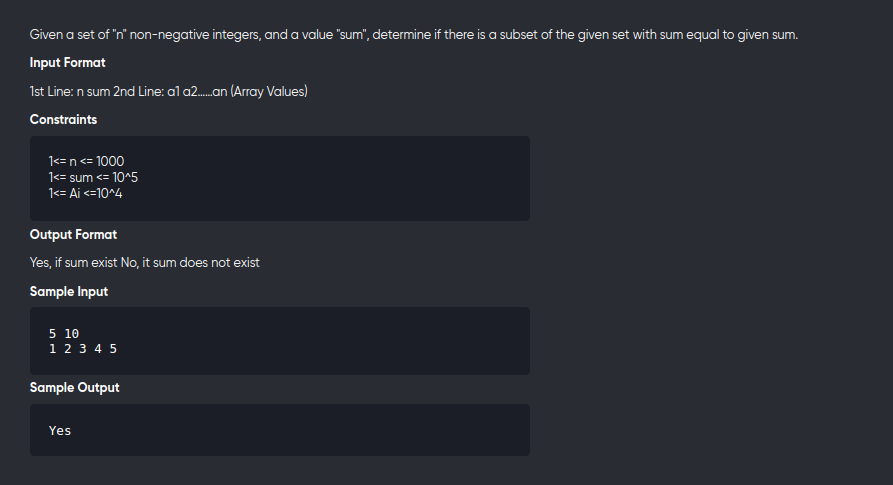 Given a set of "n" non-negative integers, and a value "sum", determine if there is a subset of the given set with sum equal to given sum.
Input Format
1st Line: n sum 2nd Line: a1 a2......an (Array Values)
Constraints
1<= n <= 1000
1<= sum <= 10^5
1<= Ai <=10^4
Output Format
Yes, if sum exist No, it sum does not exist
Sample Input
5 10
1 2 3 4 5
Sample Output
Yes